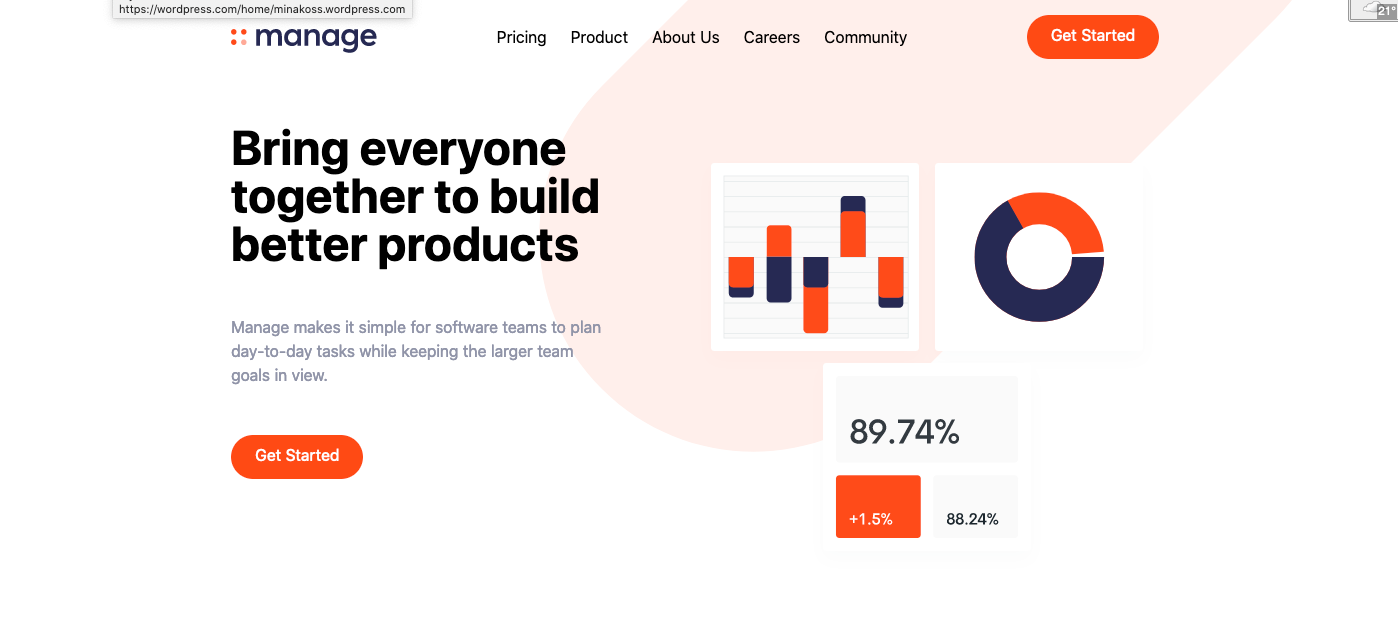 https://wordpress.com/home/minakoss.wordpress.com
21°
manage
Pricing Product About Us Careers Community
Get Started
Bring everyone
together to build
better products
Manage makes it simple for software teams to plan
day-to-day tasks while keeping the larger team
goals in view.
Get Started
89.74%
+1.5%
88.24%